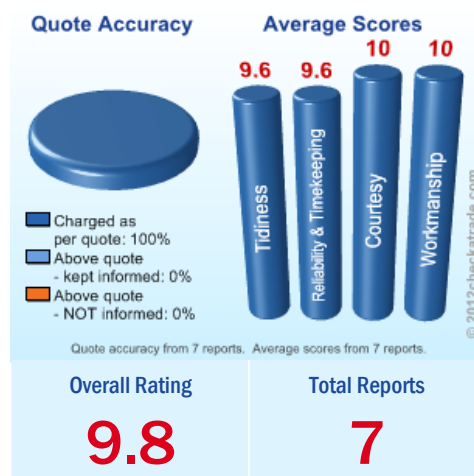 Quote Accuracy
Average Scores
9.6
9.6
10
10
Tidiness
Reliability & Timekeeping
Courtesy
Workmanship
Charged as
per quote: 100%
Above quote
- kept informed: 0%
Above quote
- NOT informed: 0%
© 2012checkatrade.com
Quote accuracy from 7 reports. Average scores from 7 reports.
Overall Rating
Total Reports
9.8
7